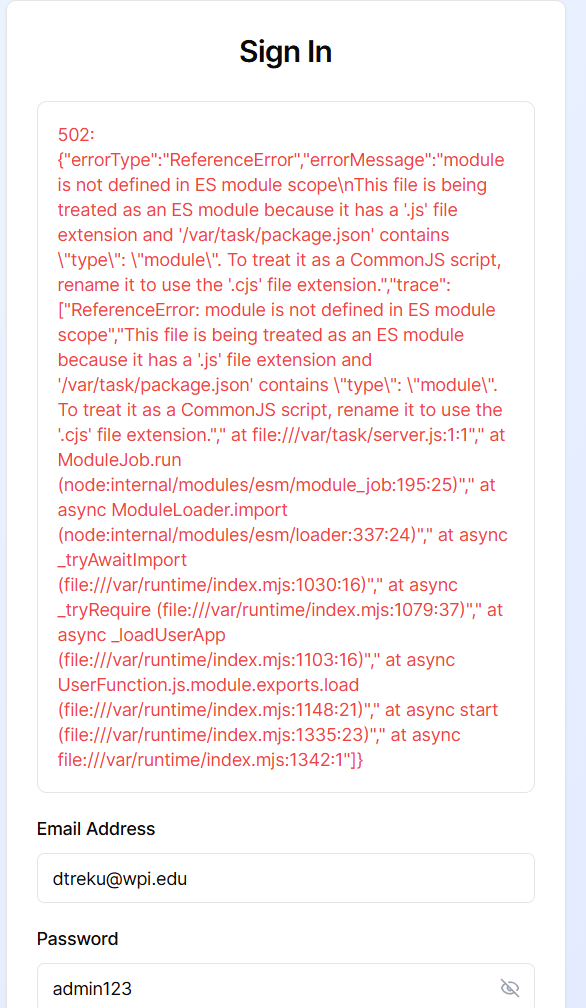 Sign In
502:
{"errorType":"ReferenceError","errorMessage":"module
is not defined in ES module scope\nThis file is being
treated as an ES module because it has a '.js' file
extension and '/var/task/package.json' contains
\"type\": \"module\". To treat it as a CommonJS script,
rename it to use the '.cjs' file extension.","trace":
["ReferenceError: module is not defined in ES module
scope","This file is being treated as an ES module
because it has a '.js' file extension and
'/var/task/package.json' contains \"type\": \"module\".
To treat it as a CommonJS script, rename it to use the
'.cjs' file extension."," at file:///var/task/server.js:1:1"," at
ModuleJob.run
(node:internal/modules/esm/module_job:195:25)"," at
async ModuleLoader.import
(node:internal/modules/esm/loader:337:24)"," at async
_tryAwaitImport
(file:///var/runtime/index.mjs:1030:16)"," at async
_tryRequire (file:///var/runtime/index.mjs:1079:37)"," at
async _loadUserApp
(file:///var/runtime/index.mjs:1103:16)"," at async
UserFunction.js.module.exports.load
(file:///var/runtime/index.mjs:1148:21)"," at async start
(file:///var/runtime/index.mjs:1335:23)"," at async
file:///var/runtime/index.mjs:1342:1"]}
Email Address
dtreku@wpi.edu
Password
admin123